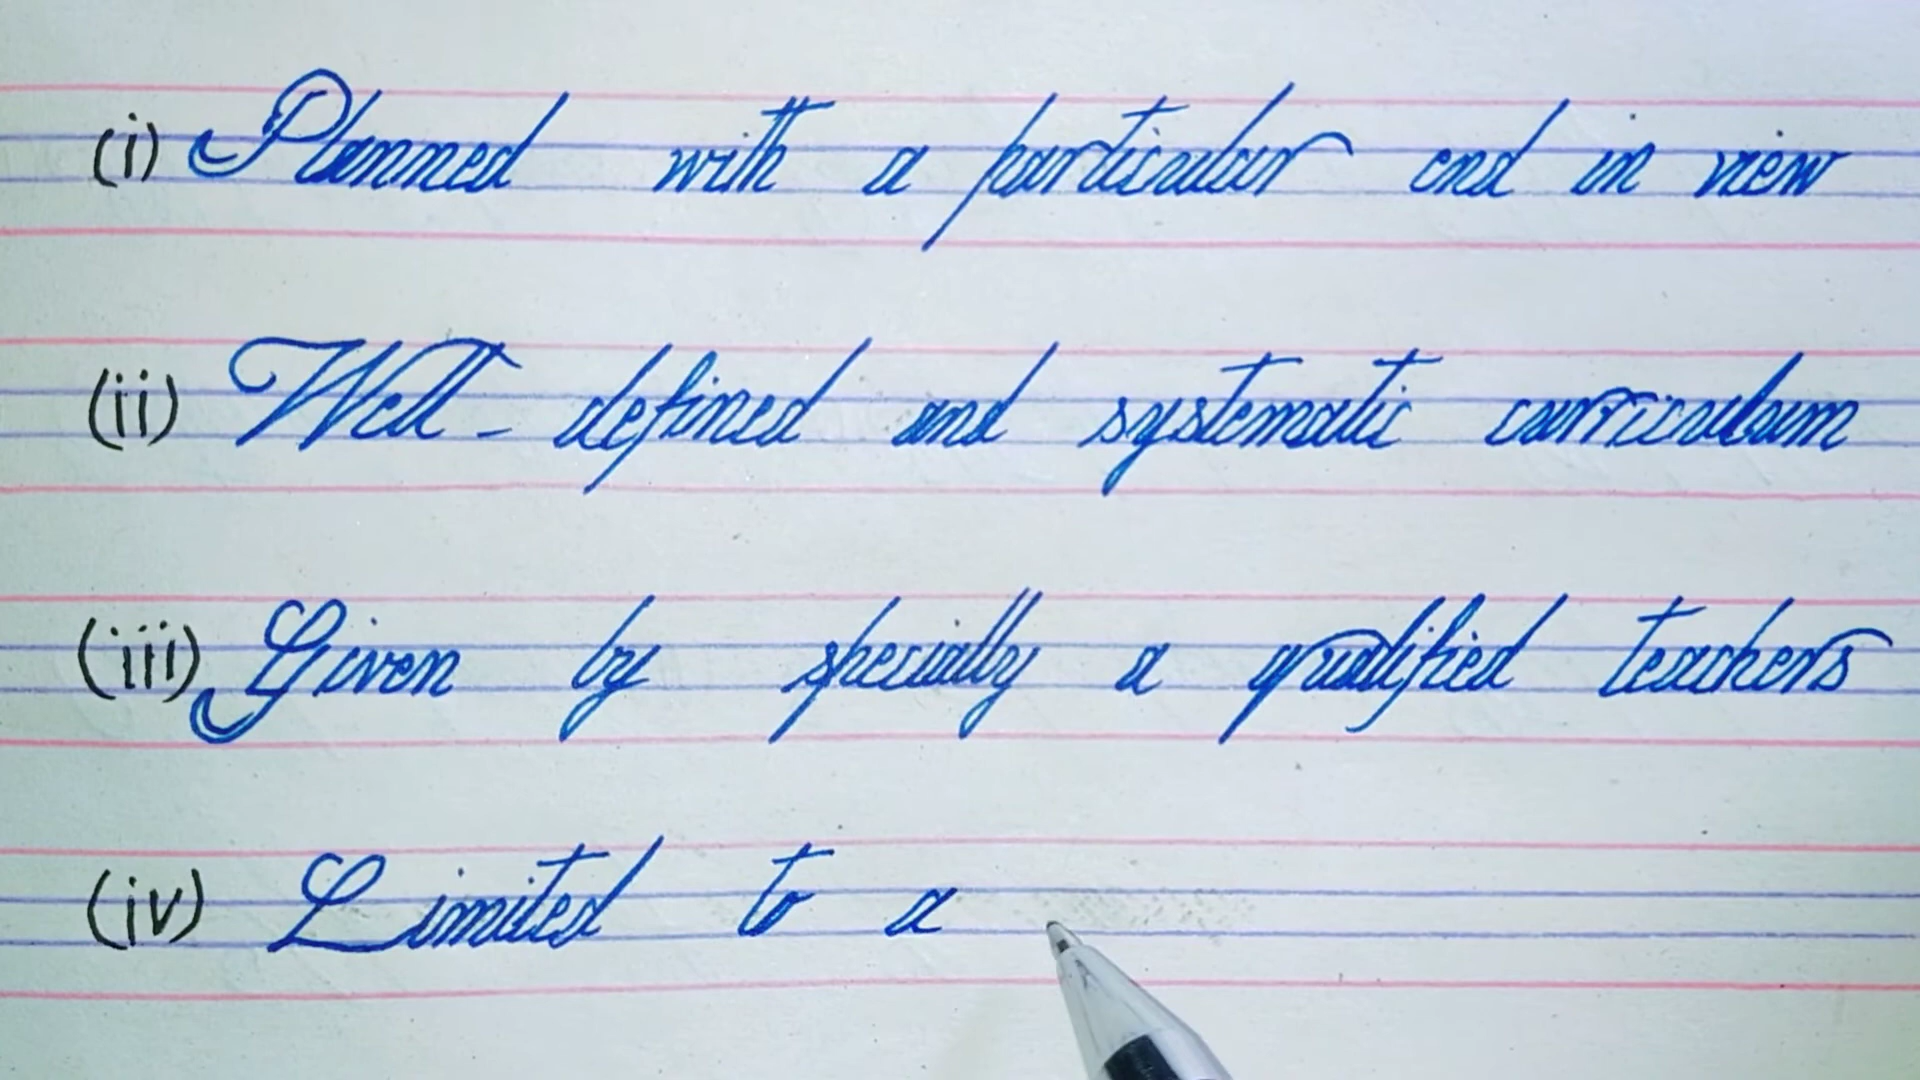 (i) Planned with a particular end in view
(ii) Well - defined and systematic curriculum
(iii) Given by specially a qualified teachers
(iv) Limited to a